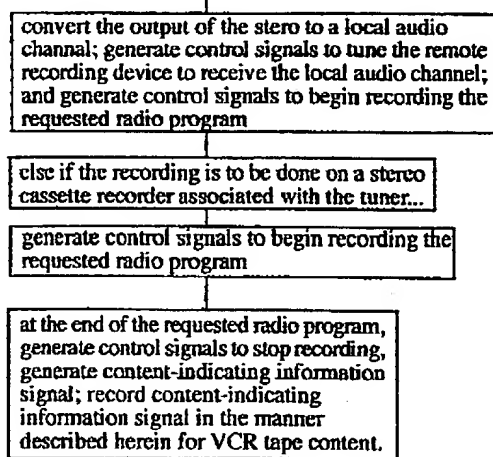 convert the output of the stero to a local audio
channel; generate control signals to tune the remote
recording device to receive the local audio channel;
and generate control signals to begin recording the
requested radio program
else if the recording is to be done on a stereo
cassette recorder associated with the tuner...
generate control signals to begin recording the
requested radio program
at the end of the requested radio program,
generate control signals to stop recording,
generate content-indicating information
signal; record content-indicating
information signal in the manner
described herein for VCR tape content.